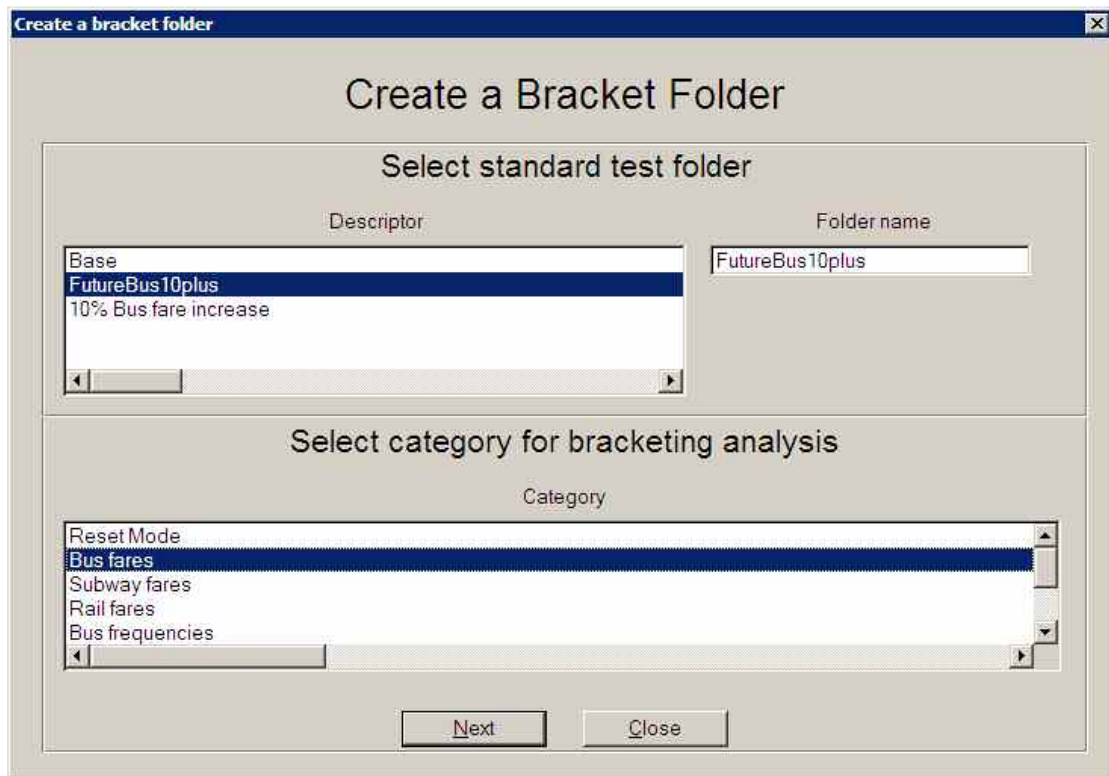 Create a bracket folder
Create a Bracket Folder
Select standard test folder
Descriptor
Folder name
Base
FutureBus10plus
10% Bus fare increase
FutureBus10plus
Select category for bracketing analysis
Category
Reset Mode
Bus fares
Subway fares
Rail fares
Bus frequencies
Next
Close